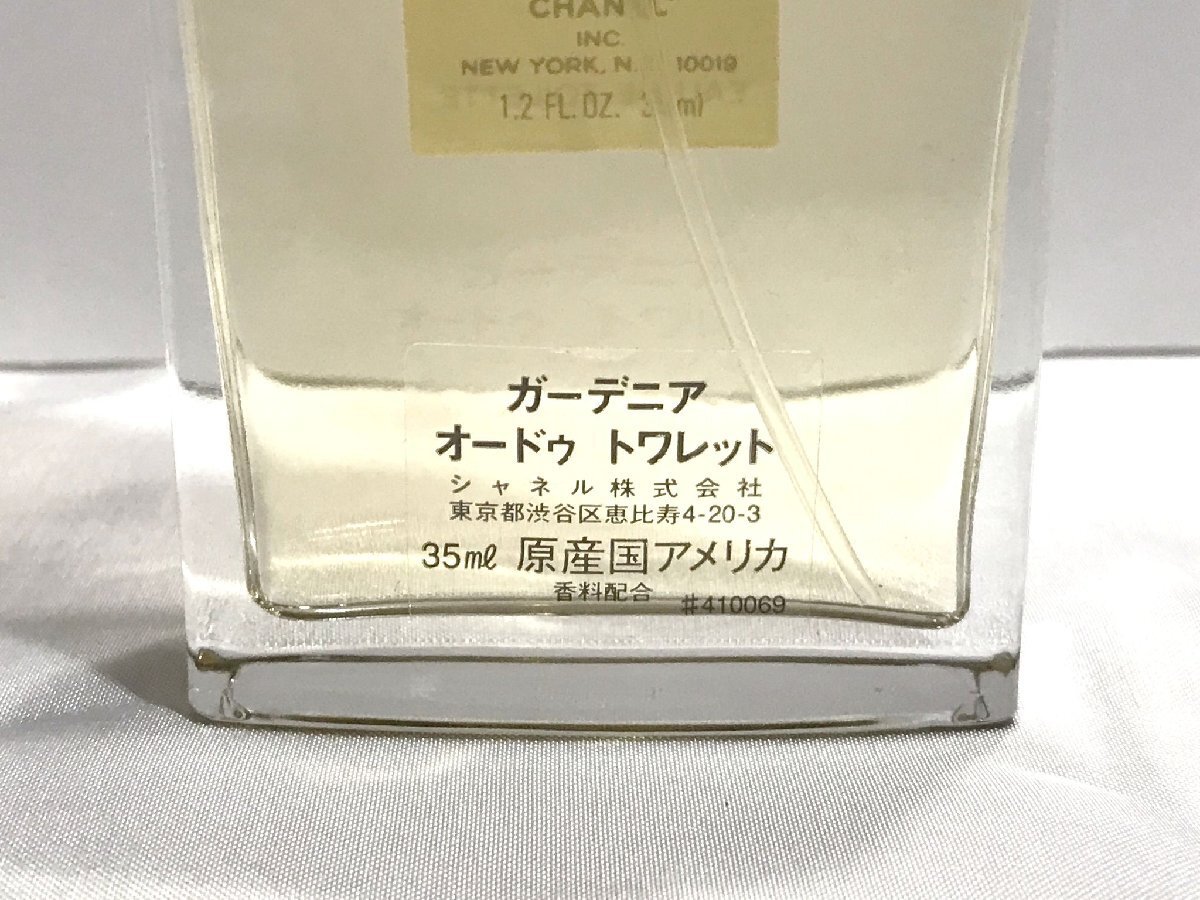 CHANEL
INC.
NEW YORK, N. 10019
1.2 FL. OZ. ml
ガーデニア
オードゥ トワレット
シャネル株式会社
東京都渋谷区恵比寿4-20-3
35ml 原産国アメリカ
香料配合 #410069